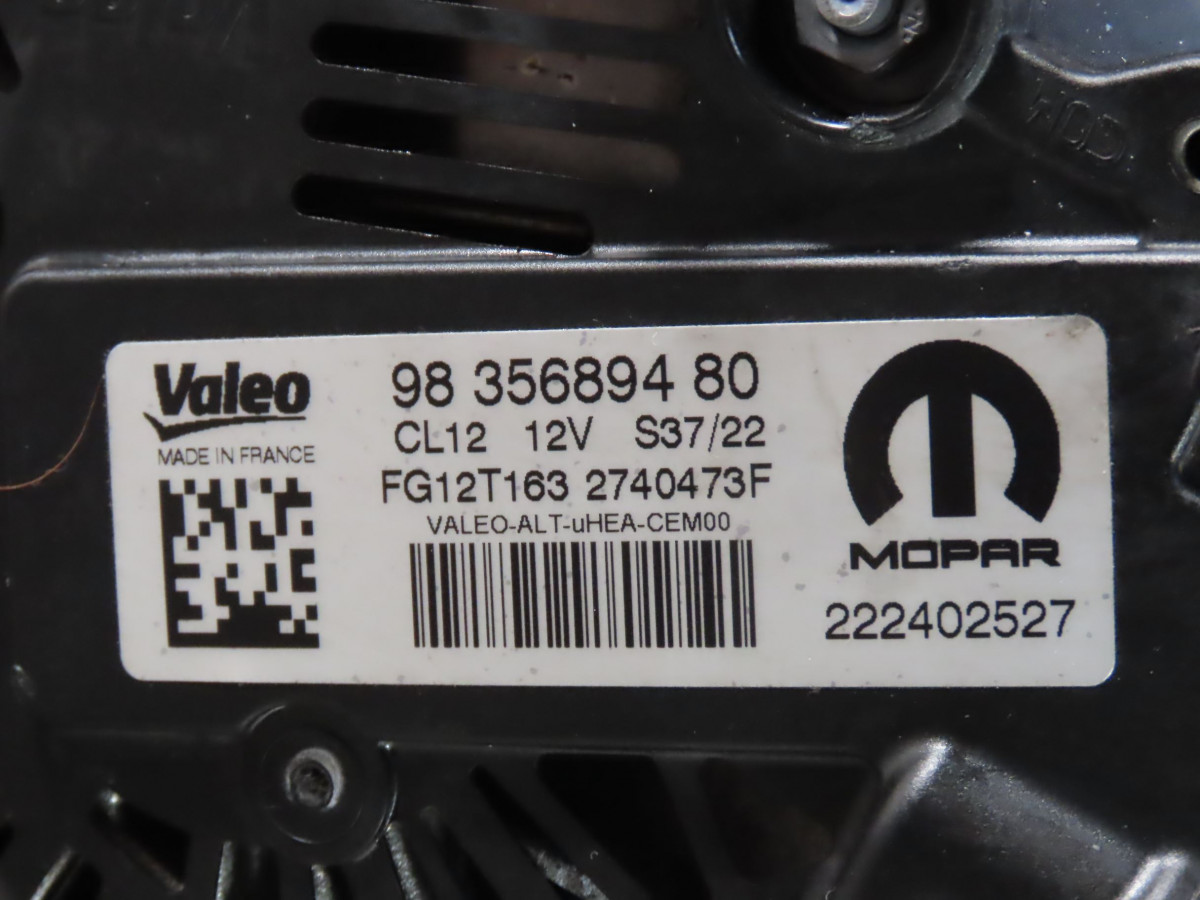 Valeo
MADE IN FRANCE
98 356894 80
CL12 12V S37/22
FG12T163 2740473F
VALEO-ALT-uHEA-CEM00
MOPAR
222402527